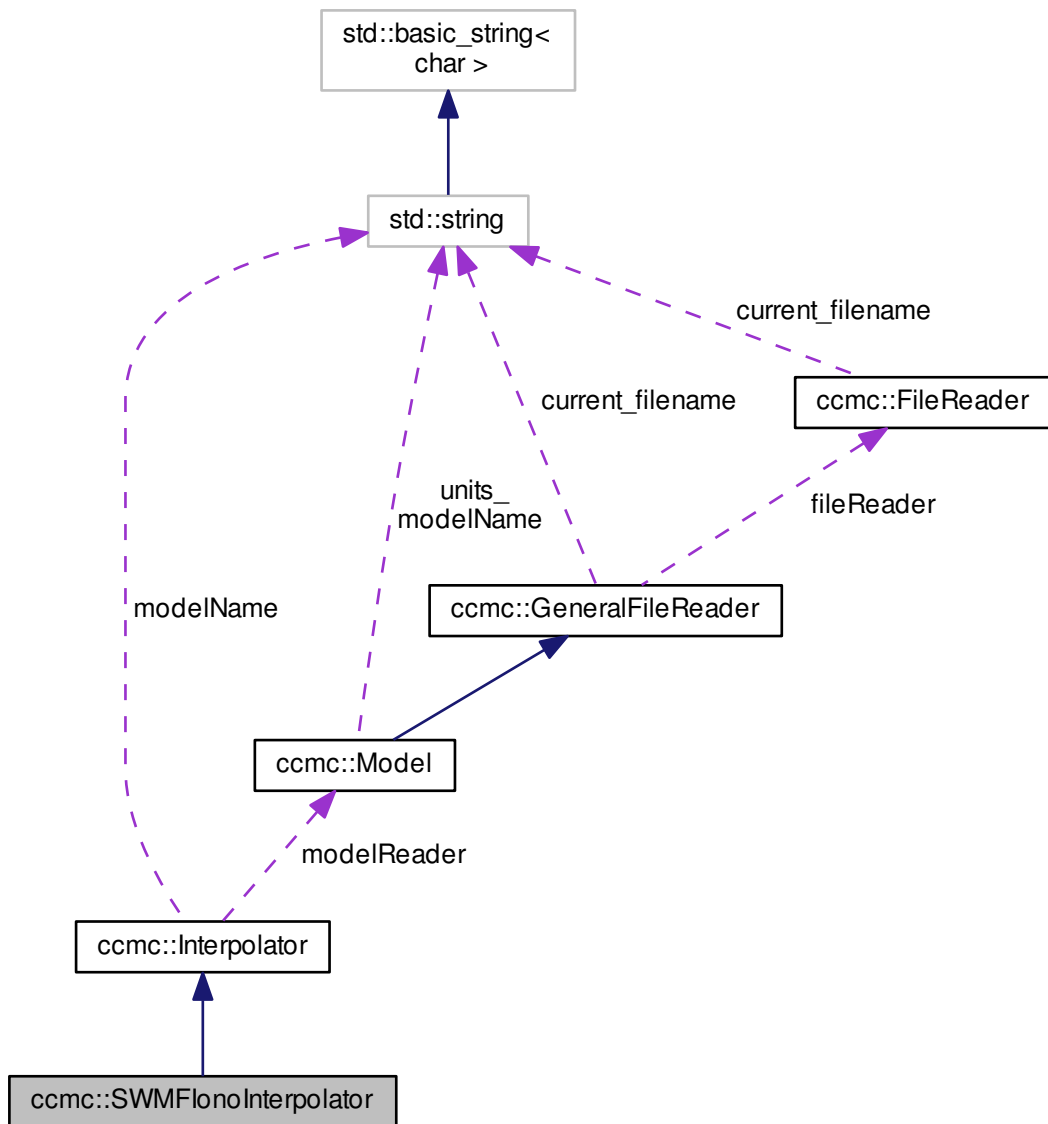 std::basic_string<
char >
std::string
current_filename
ccmc::FileReader
current_filename
units_
modelName
fileReader
modelName
ccmc::GeneralFileReader
ccmc::Model
modelReader
ccmc::Interpolator
ccmc::SWMFIonoInterpolator